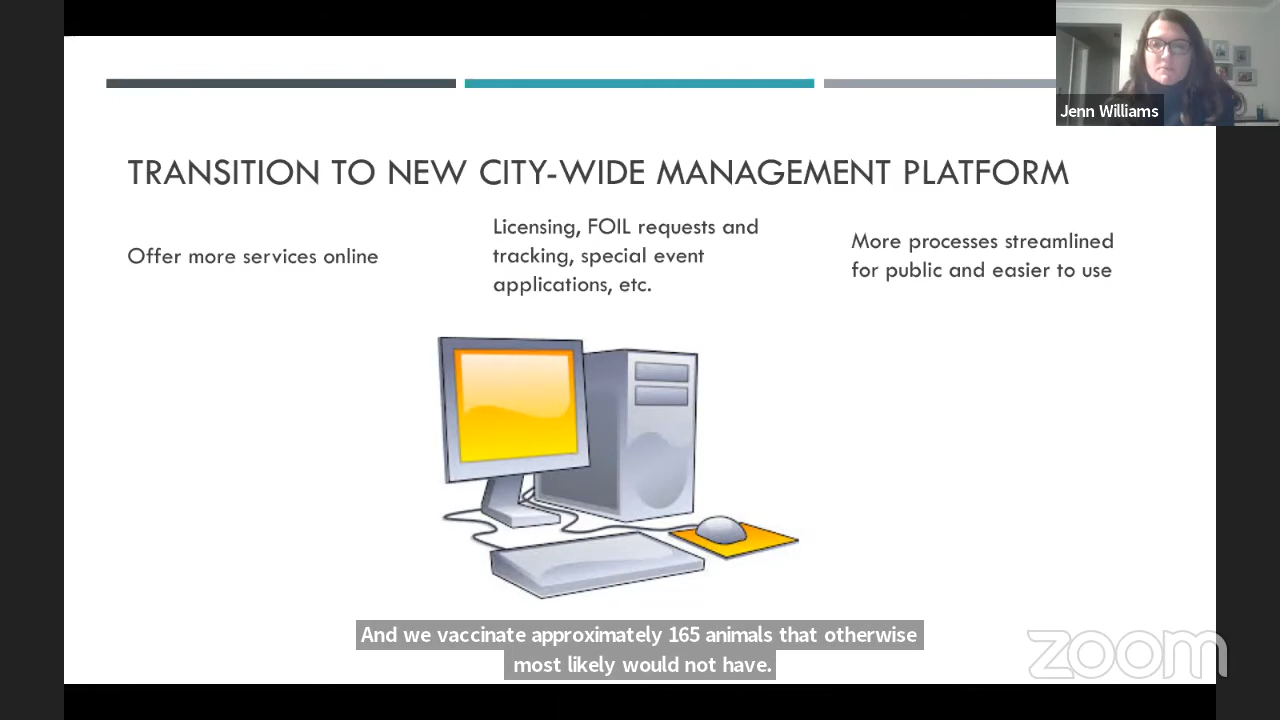 Jenn Williams
TRANSITION TO NEW CITY-WIDE MANAGEMENT PLATFORM
Offer more services online
Licensing, FOIL requests and
tracking, special event
applications, etc.
More processes streamlined
for public and easier to use
And we vaccinate approximately 165 animals that otherwise
most likely would not have.
zoom